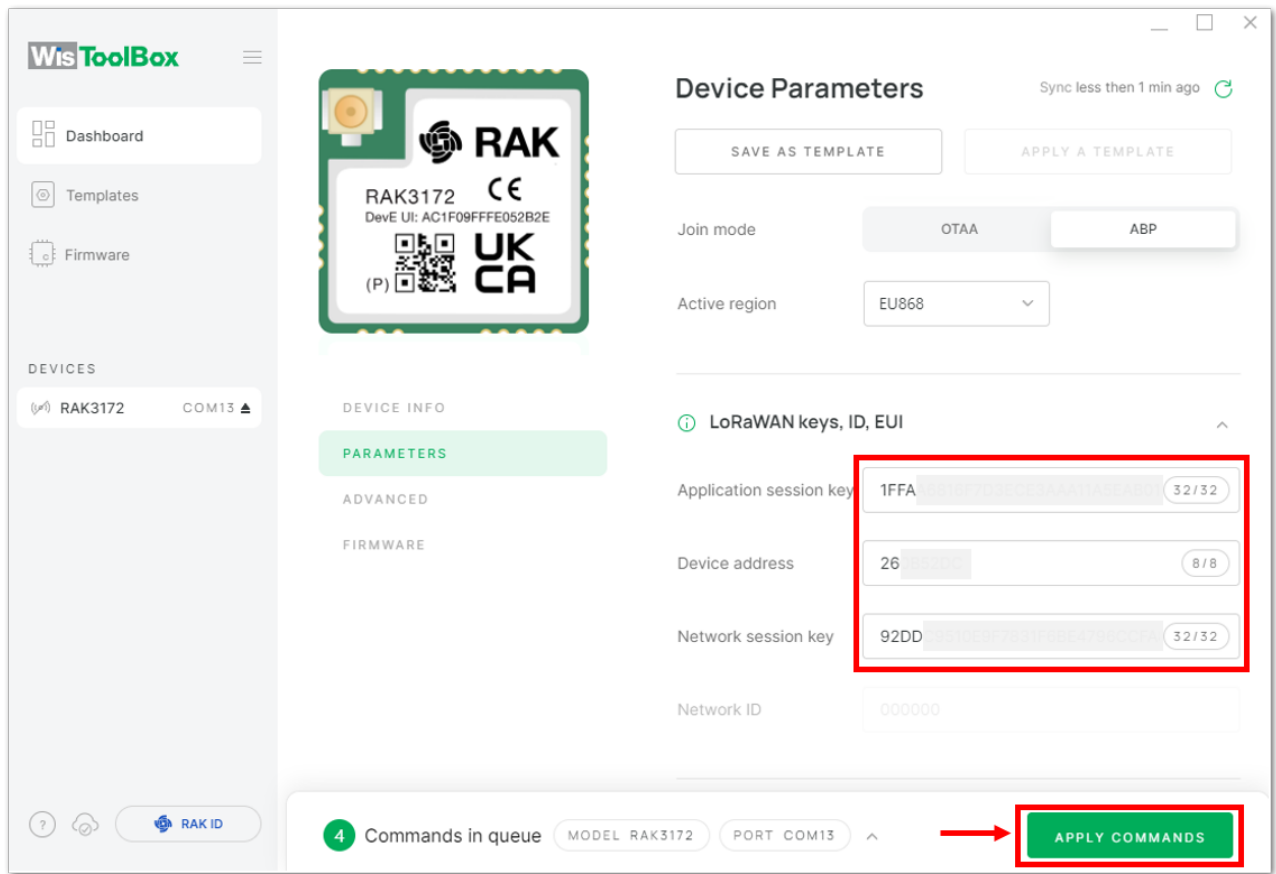 WisToolBox
Dashboard
Templates
Firmware
DEVICES
RAK3172 COM13
? RAK ID
RAK
RAK3172 CE
DevE UI: AC1F09FFFE052B2E
UK
CA
(P)
DEVICE INFO
PARAMETERS
ADVANCED
FIRMWARE
Device Parameters Sync less then 1 min ago
SAVE AS TEMPLATE APPLY A TEMPLATE
Join mode OTAA ABP
Active region EU868
LoRaWAN keys, ID, EUI
Application session key 1FFA 32/32
Device address 26 8/8
Network session key 92DD 32/32
Network ID 000000
4 Commands in queue MODEL RAK3172 PORT COM13 APPLY COMMANDS